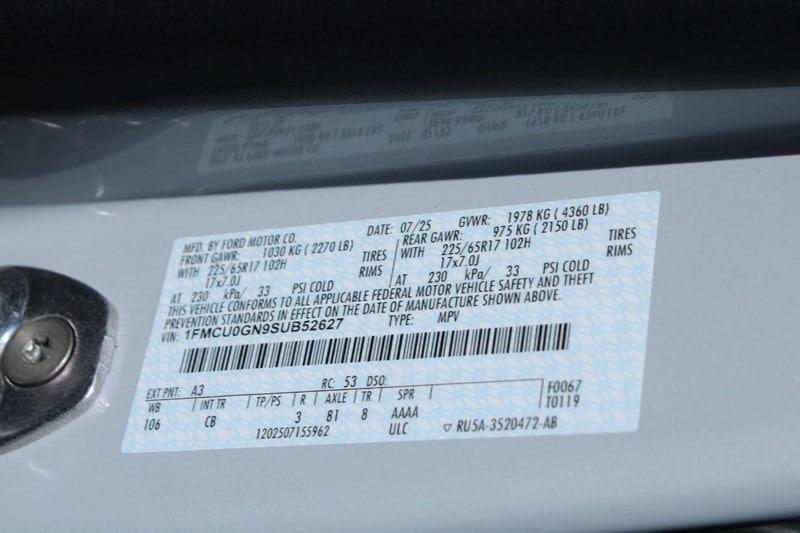 MFD. BY FORD MOTOR CO. DATE: 07/25 GVWR: 1978 KG ( 4360 LB)
FRONT GAWR: 1030 KG ( 2270 LB) REAR GAWR: 975 KG ( 2150 LB)
WITH 225/65R17 102H TIRES WITH 225/65R17 102H TIRES
17x7.0J RIMS 17x7.0J RIMS
AT 230 kPa/ 33 PSI COLD AT 230 kPa/ 33 PSI COLD
THIS VEHICLE CONFORMS TO ALL APPLICABLE FEDERAL MOTOR VEHICLE SAFETY AND THEFT
PREVENTION STANDARDS IN EFFECT ON THE DATE OF MANUFACTURE SHOWN ABOVE.
VIN: 1FMCU0GN9SUB52627 TYPE: MPV
EXT PNT: A3 RC: 53 DSO: F0067
WB INT TR TP/PS R AXLE TR SPR T0119
106 CB 3 81 8 AAAA
1202507155962 ULC RU5A-3520472-AB